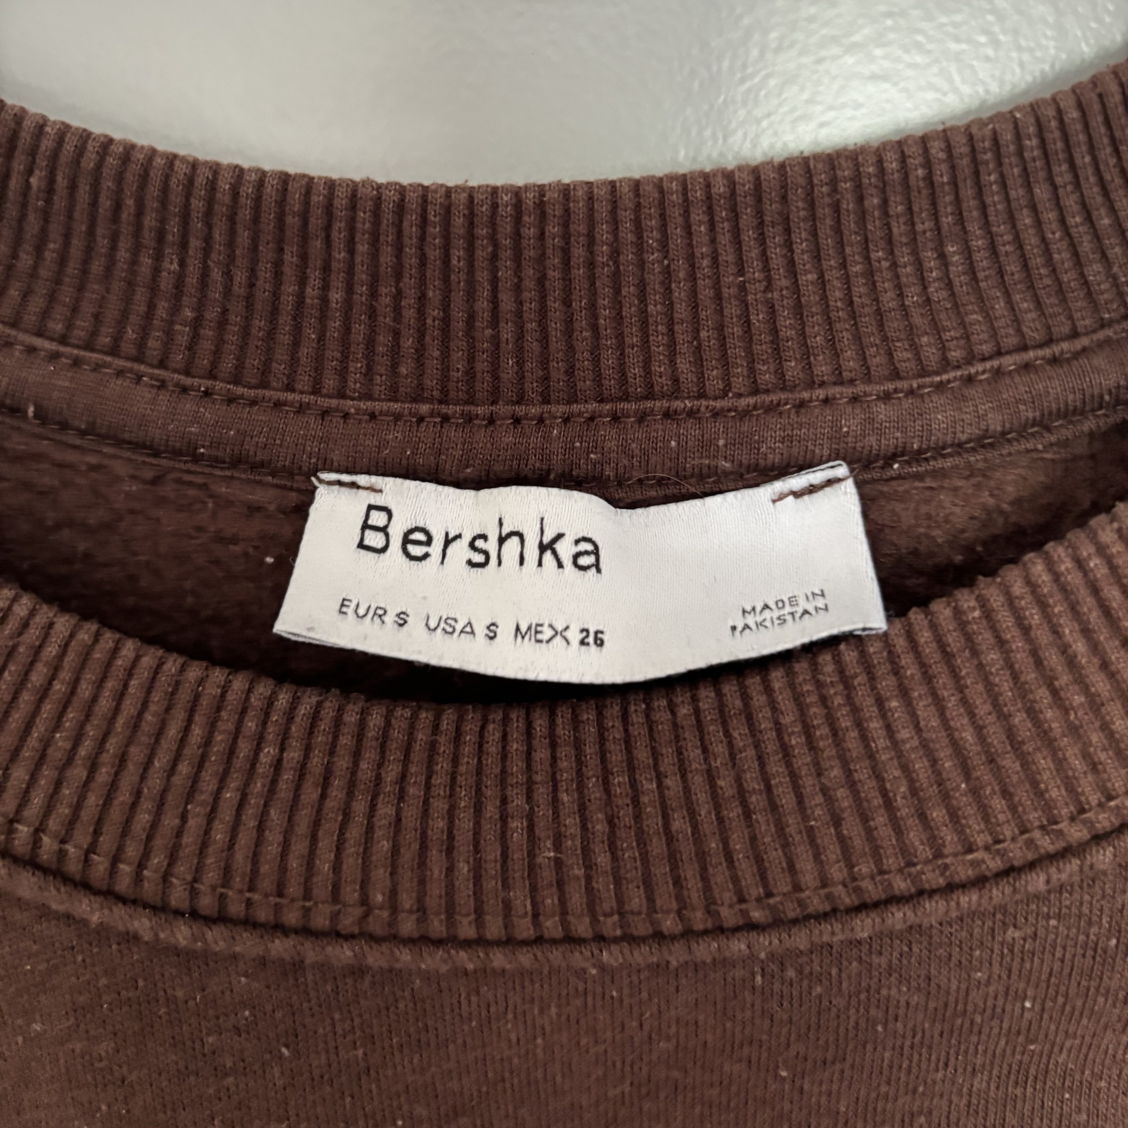 Bershka
EUR S USA S MEX 26
MADE IN
PAKISTAN